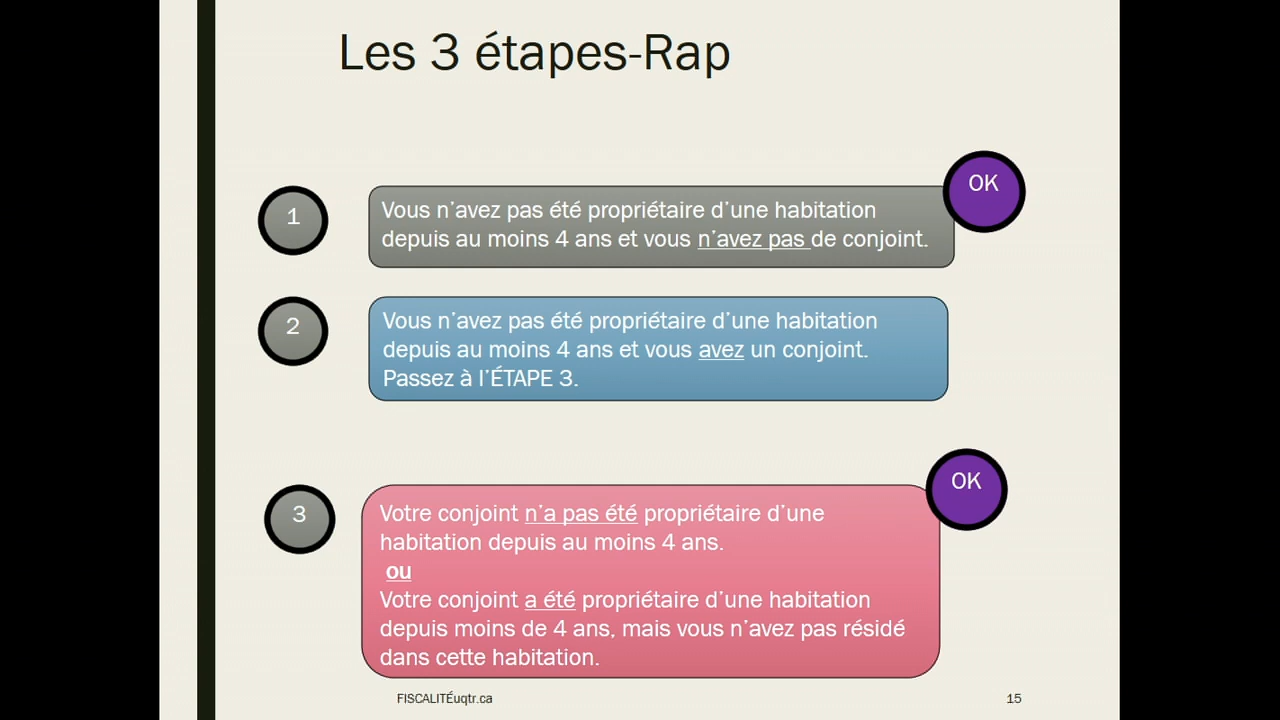 Les 3 étapes-Rap
OK
1
Vous n'avez pas été propriétaire d'une habitation
depuis au moins 4 ans et vous n'avez pas de conjoint.
2
Vous n'avez pas été propriétaire d'une habitation
depuis au moins 4 ans et vous avez un conjoint.
Passez à l'ÉTAPE 3.
OK
3
Votre conjoint n'a pas été propriétaire d'une
habitation depuis au moins 4 ans.
ou
Votre conjoint a été propriétaire d'une habitation
depuis moins de 4 ans, mais vous n'avez pas résidé
dans cette habitation.
FISCALITÉuqtr.ca
15